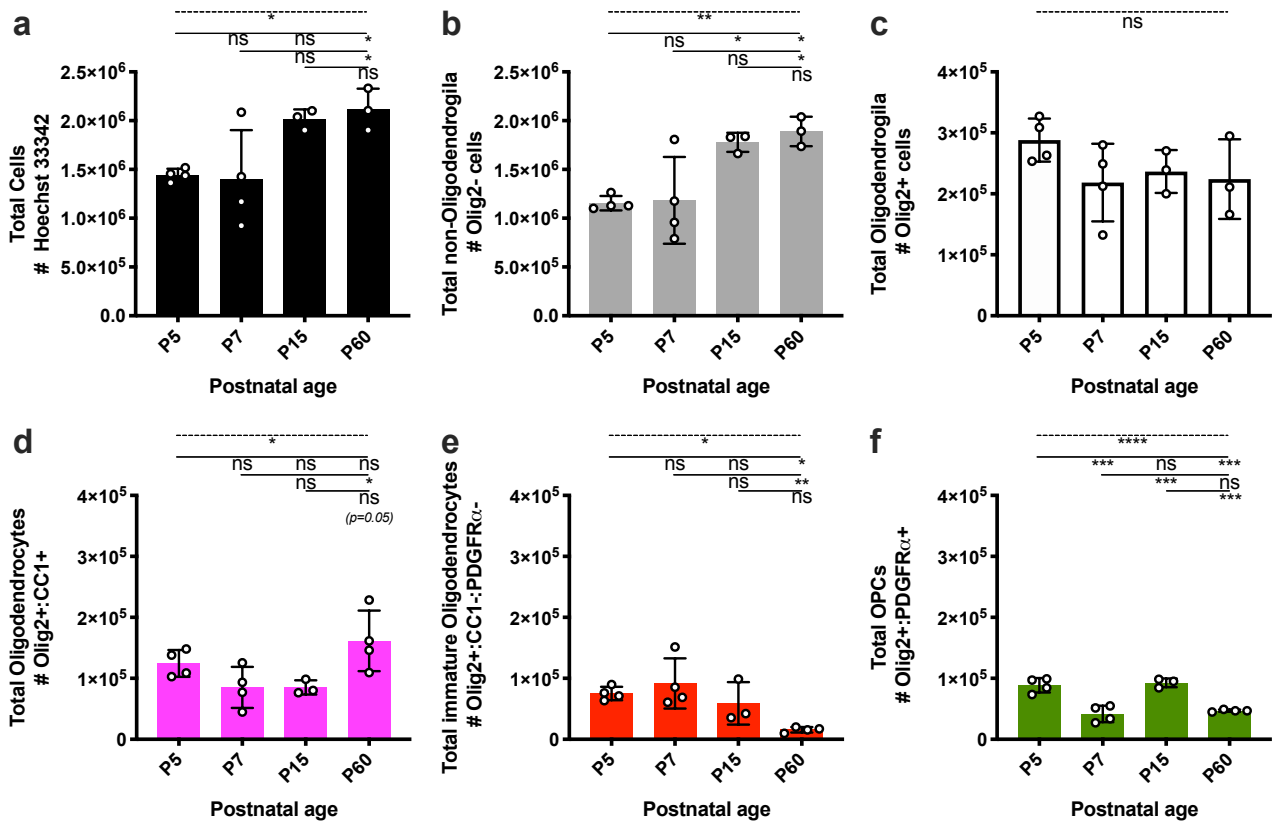 a
*
ns ns *
ns *
ns
2.5×10⁶
2.0×10⁶
1.5×10⁶
1.0×10⁶
5.0×10⁵
0.0
Total Cells
# Hoechst 33342
P5 P7 P15 P60
Postnatal age
b
**
ns * *
ns *
ns
2.5×10⁶
2.0×10⁶
1.5×10⁶
1.0×10⁶
5.0×10⁵
0.0
Total non-Oligodendrogila
# Olig2- cells
P5 P7 P15 P60
Postnatal age
c
ns
4×10⁵
3×10⁵
2×10⁵
1×10⁵
0
Total Oligodendrogila
# Olig2+ cells
P5 P7 P15 P60
Postnatal age
d
*
ns ns ns
ns *
ns
(p=0.05)
4×10⁵
3×10⁵
2×10⁵
1×10⁵
0
Total Oligodendrocytes
# Olig2+:CC1+
P5 P7 P15 P60
Postnatal age
e
*
ns ns *
ns **
ns
4×10⁵
3×10⁵
2×10⁵
1×10⁵
0
Total immature Oligodendrocytes
# Olig2+:CC1-:PDGFRα-
P5 P7 P15 P60
Postnatal age
f
****
*** ns ***
*** ns
***
4×10⁵
3×10⁵
2×10⁵
1×10⁵
0
Total OPCs
# Olig2+:PDGFRα+
P5 P7 P15 P60
Postnatal age